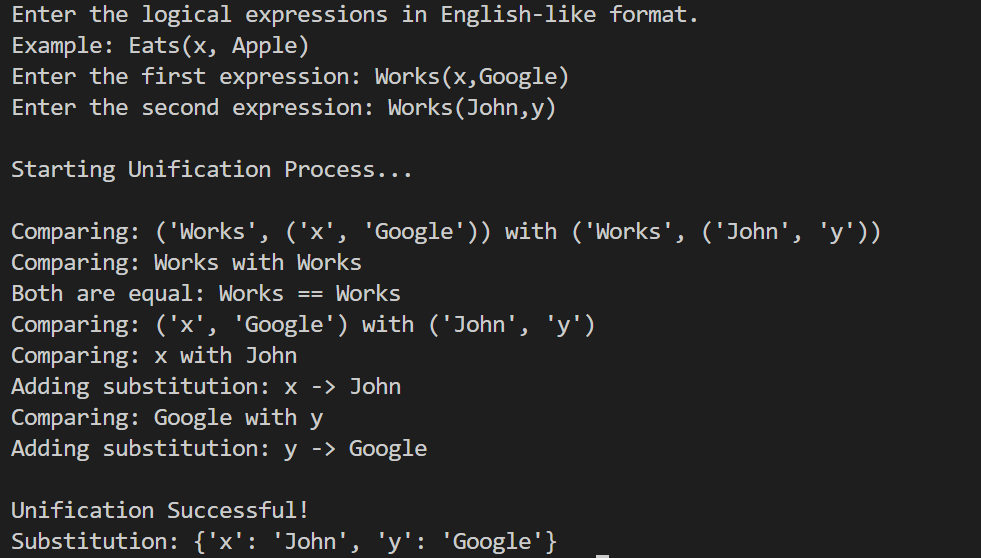 Enter the logical expressions in English-like format.
Example: Eats(x, Apple)
Enter the first expression: Works(x,Google)
Enter the second expression: Works(John,y)
Starting Unification Process...
Comparing: ('Works', ('x', 'Google')) with ('Works', ('John', 'y'))
Comparing: Works with Works
Both are equal: Works == Works
Comparing: ('x', 'Google') with ('John', 'y')
Comparing: x with John
Adding substitution: x -> John
Comparing: Google with y
Adding substitution: y -> Google
Unification Successful!
Substitution: {'x': 'John', 'y': 'Google'}